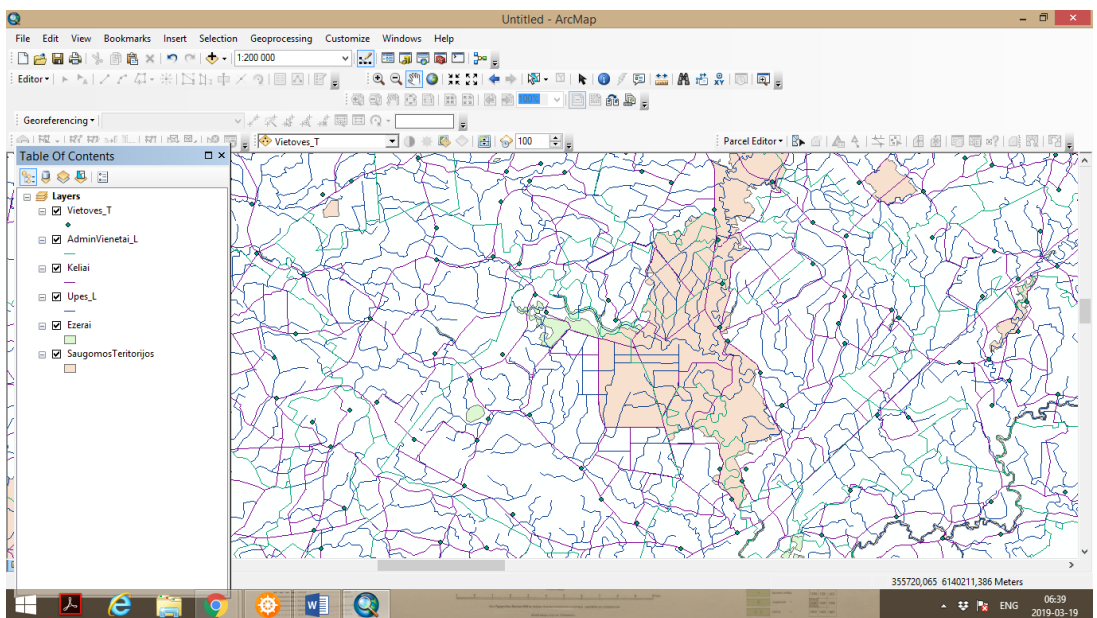 Untitled - ArcMap
File Edit View Bookmarks Insert Selection Geoprocessing Customize Windows Help
1:200 000
Editor
100%
Georeferencing
Vietoves_T 100 Parcel Editor
Table Of Contents
Layers
Vietoves_T
AdminVienetai_L
Keliai
Upes_L
Ezerai
SaugomosTeritorijos
355720,065 6140211,386 Meters
ENG 06:39
2019-03-19